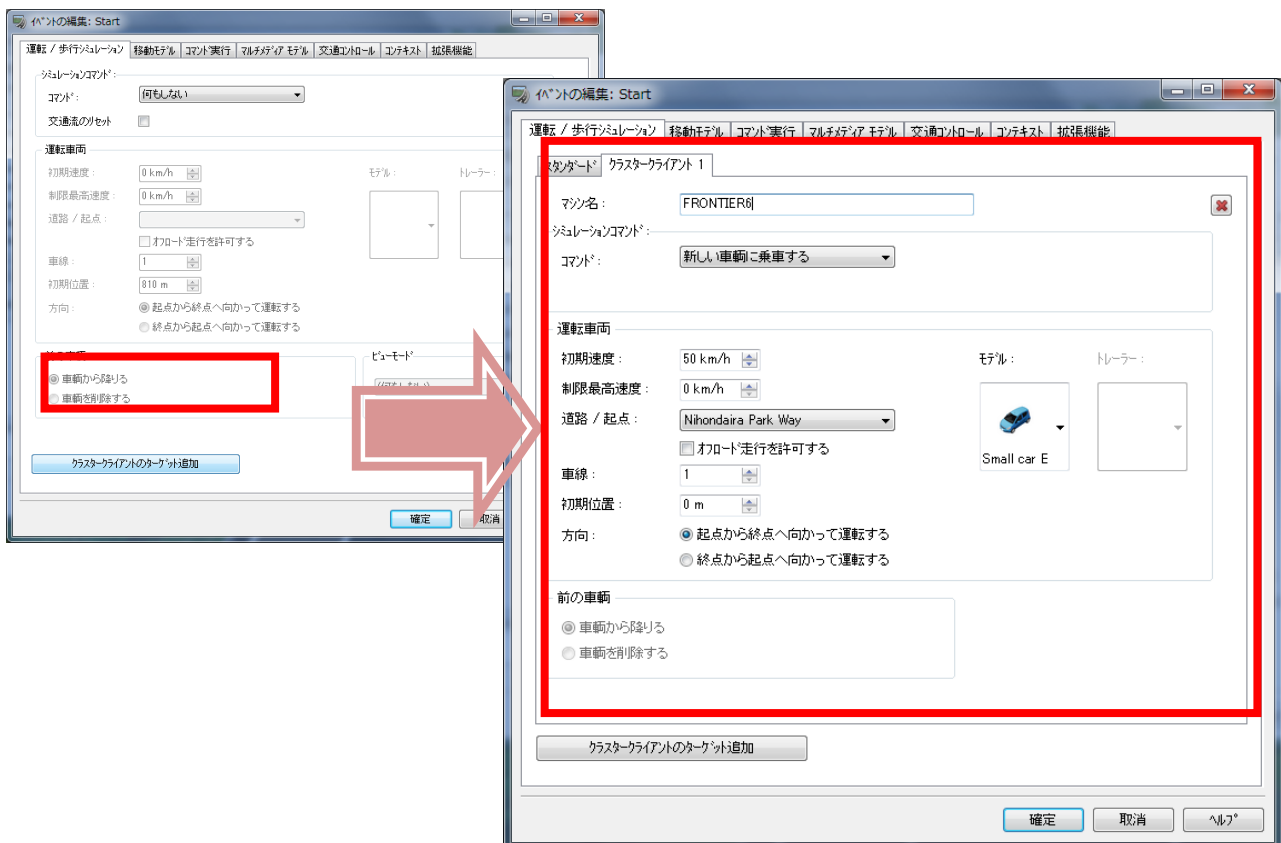 イベントの編集: Start
運転 / 歩行シミュレーション 移動モデル コマンド実行 マルチメディア モデル 交通コントロール コンテキスト 拡張機能
シミュレーションコマンド:
コマンド: 何もしない
交通流のリセット
運転車両
初期速度: 0 km/h モデル: トレーラー:
制限最高速度: 0 km/h
道路 / 起点:
オフロード走行を許可する
車線: 1
初期位置: 810 m
方向: 起点から終点へ向かって運転する
終点から起点へ向かって運転する
前の車輌 ビューモード
車輌から降りる
車輌を削除する
クラスタークライアントのターゲット追加
確定 取消
イベントの編集: Start
運転 / 歩行シミュレーション 移動モデル コマンド実行 マルチメディア モデル 交通コントロール コンテキスト 拡張機能
スタンダード クラスタークライアント 1
マシン名: FRONTIER6
シミュレーションコマンド:
コマンド: 新しい車輌に乗車する
運転車両
初期速度: 50 km/h モデル: トレーラー:
制限最高速度: 0 km/h
道路 / 起点: Nihondaira Park Way
オフロード走行を許可する
Small car E
車線: 1
初期位置: 0 m
方向: 起点から終点へ向かって運転する
終点から起点へ向かって運転する
前の車輌
車輌から降りる
車輌を削除する
クラスタークライアントのターゲット追加
確定 取消 ヘルプ